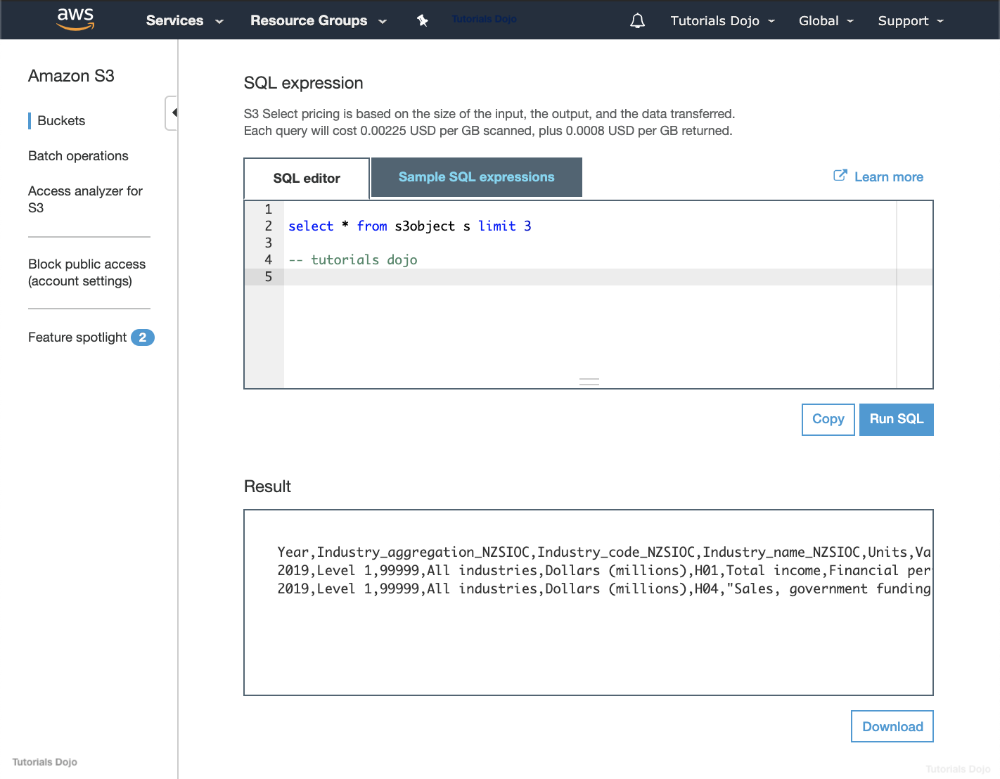 aws
Services
Resource Groups
Tutorials Dojo
Tutorials Dojo
Global
Support
Amazon S3
Buckets
Batch operations
Access analyzer for
S3
Block public access
(account settings)
Feature spotlight 2
SQL expression
S3 Select pricing is based on the size of the input, the output, and the data transferred.
Each query will cost 0.00225 USD per GB scanned, plus 0.0008 USD per GB returned.
SQL editor
Sample SQL expressions
Learn more
1
2 select * from s3object s limit 3
3
4 -- tutorials dojo
5
Copy
Run SQL
Result
Year,Industry_aggregation_NZSIOC,Industry_code_NZSIOC,Industry_name_NZSIOC,Units,Va
2019,Level 1,99999,All industries,Dollars (millions),H01,Total income,Financial per
2019,Level 1,99999,All industries,Dollars (millions),H04,"Sales, government funding
Download
Tutorials Dojo
Tutorials Dojo